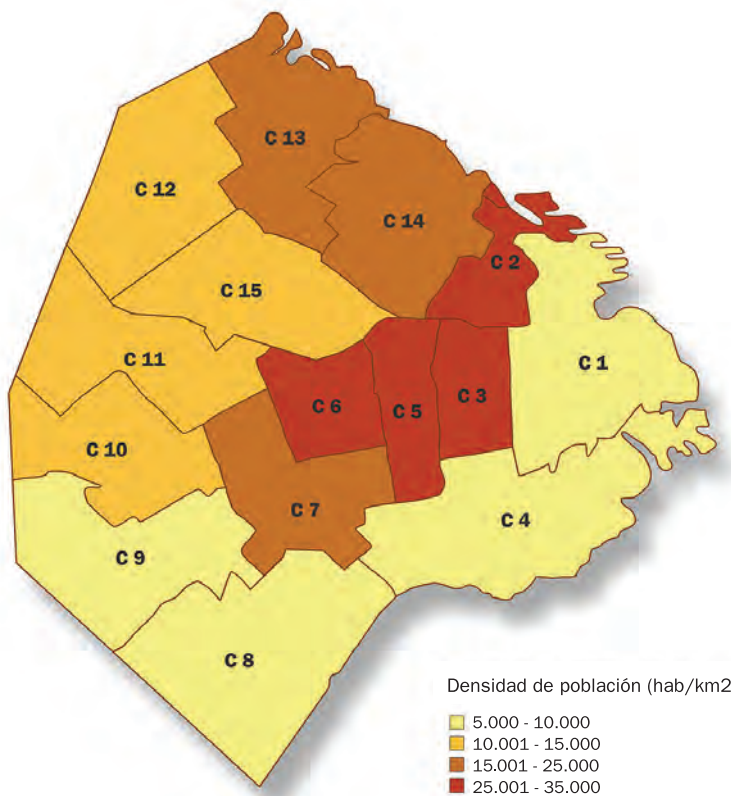 C 13
C 12
C 14
C 2
C 15
C 11
C 1
C 6
C 5
C 3
C 10
C 7
C 4
C 9
C 8
Densidad de población (hab/km2
5.000 - 10.000
10.001 - 15.000
15.001 - 25.000
25.001 - 35.000